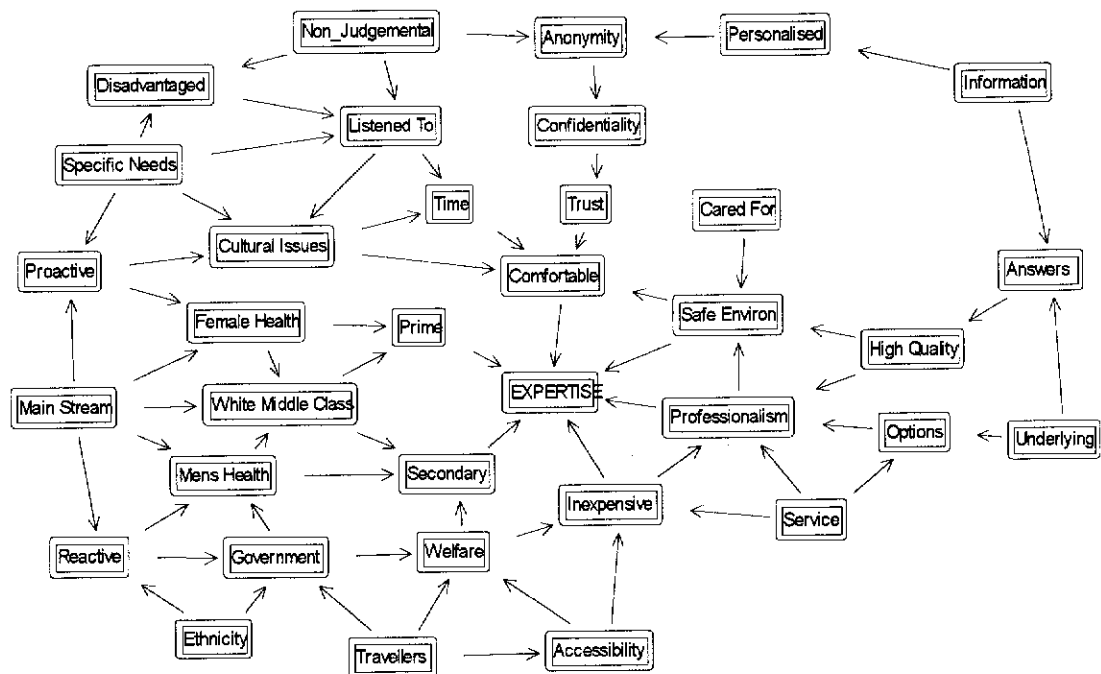 Non_Judgemental
Anonymity
Personalised
Disadvantaged
Information
Listened To
Confidentiality
Specific Needs
Time
Trust
Cared For
Cultural Issues
Proactive
Comfortable
Answers
Female Health
Prime
Safe Environ
High Quality
Main Stream
White Middle Class
EXPERTISE
Professionalism
Options
Underlying
Mens Health
Secondary
Inexpensive
Service
Reactive
Government
Welfare
Ethnicity
Travellers
Accessibility